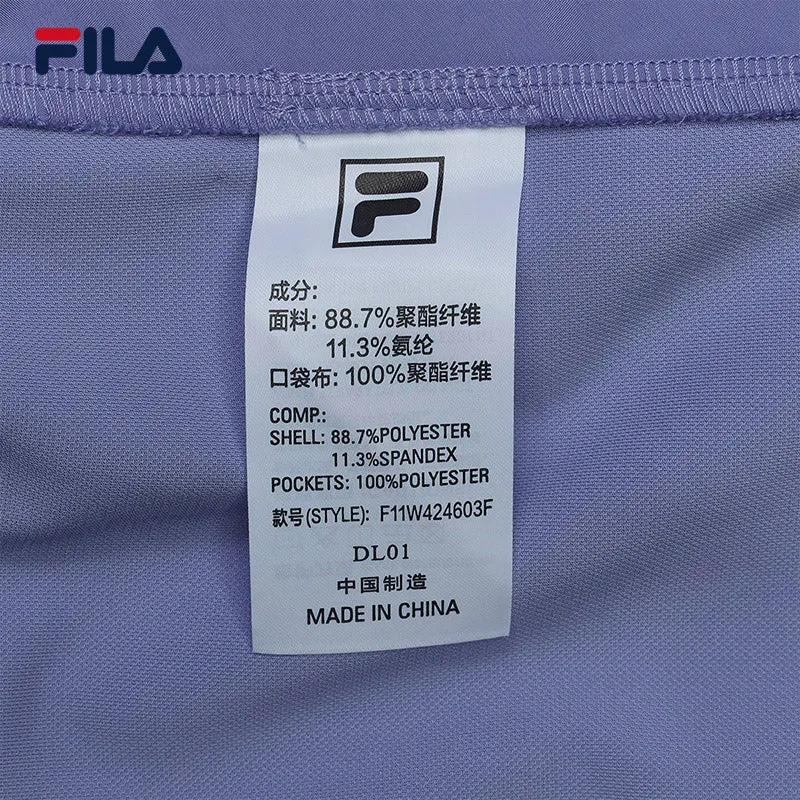 FILA
F
成分:
面料: 88.7%聚酯纤维
11.3%氨纶
口袋布: 100%聚酯纤维
COMP.:
SHELL: 88.7%POLYESTER
11.3%SPANDEX
POCKETS: 100%POLYESTER
款号(STYLE): F11W424603F
DL01
中国制造
MADE IN CHINA